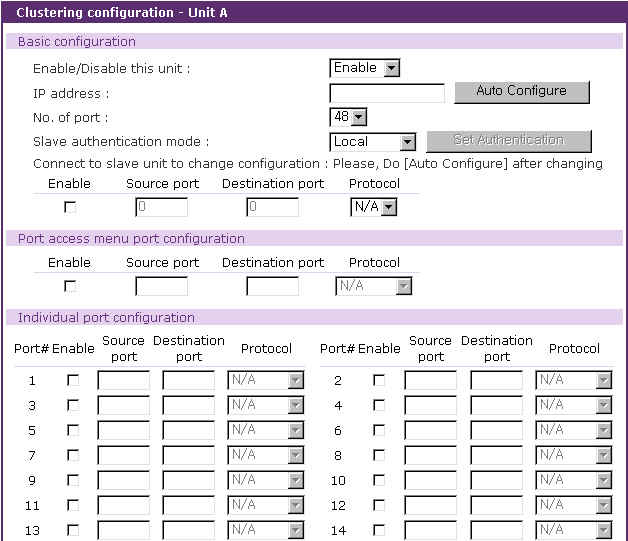 Clustering configuration - Unit A
Basic configuration
Enable/Disable this unit : Enable
IP address : Auto Configure
No. of port : 48
Slave authentication mode : Local Set Authentication
Connect to slave unit to change configuration : Please, Do [Auto Configure] after changing
Enable Source port Destination port Protocol
0 0 N/A
Port access menu port configuration
Enable Source port Destination port Protocol
N/A
Individual port configuration
Port# Enable Source port Destination port Protocol Port# Enable Source port Destination port Protocol
1 N/A 2 N/A
3 N/A 4 N/A
5 N/A 6 N/A
7 N/A 8 N/A
9 N/A 10 N/A
11 N/A 12 N/A
13 N/A 14 N/A